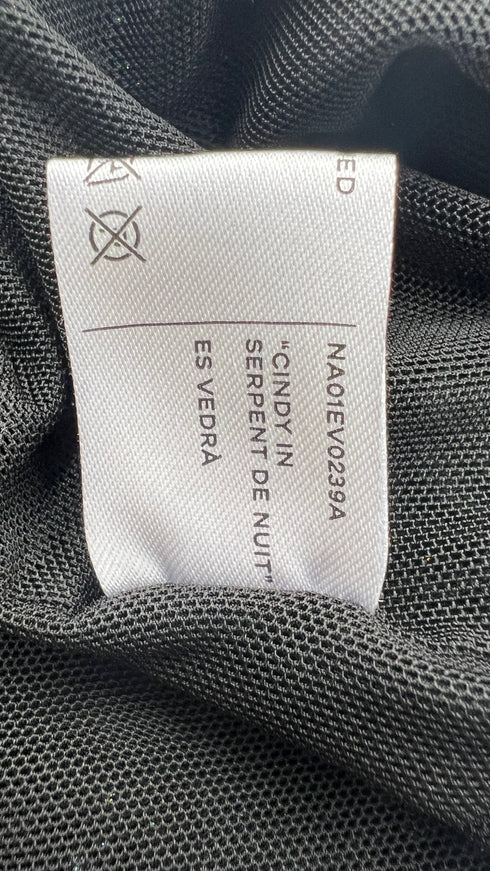 ED
NA01EV0239A
"CINDY IN
SERPENT DE NUIT"
ES VEDRÀ